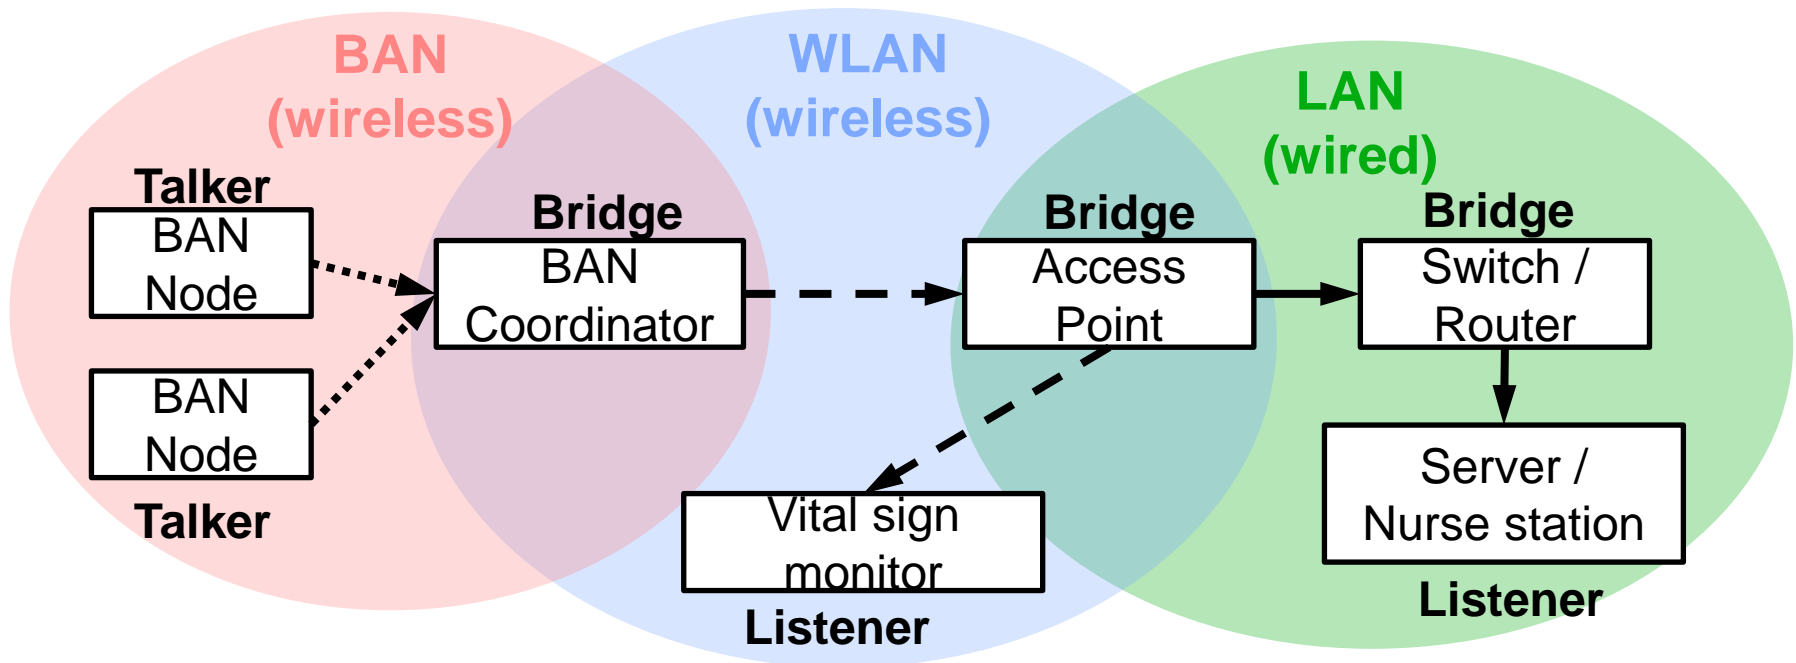 BAN
(wireless)
WLAN
(wireless)
LAN
(wired)
Talker
BAN
Node
BAN
Node
Talker
Bridge
BAN
Coordinator
Bridge
Access
Point
Bridge
Switch /
Router
Vital sign
monitor
Listener
Server /
Nurse station
Listener